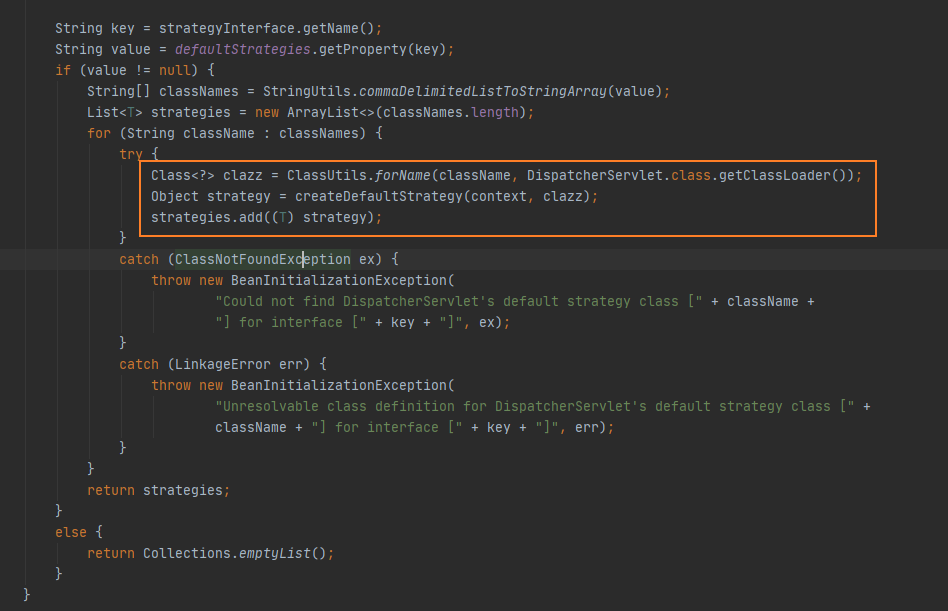 String key = strategyInterface.getName();
String value = defaultStrategies.getProperty(key);
if (value != null) {
String[] classNames = StringUtils.commaDelimitedListToStringArray(value);
List<T> strategies = new ArrayList<>(classNames.length);
for (String className : classNames) {
try {
Class<?> clazz = ClassUtils.forName(className, DispatcherServlet.class.getClassLoader());
Object strategy = createDefaultStrategy(context, clazz);
strategies.add((T) strategy);
}
catch (ClassNotFoundException ex) {
throw new BeanInitializationException(
"Could not find DispatcherServlet's default strategy class [" + className +
"] for interface [" + key + "]", ex);
}
catch (LinkageError err) {
throw new BeanInitializationException(
"Unresolvable class definition for DispatcherServlet's default strategy class [" +
className + "] for interface [" + key + "]", err);
}
}
return strategies;
}
else {
return Collections.emptyList();
}
}